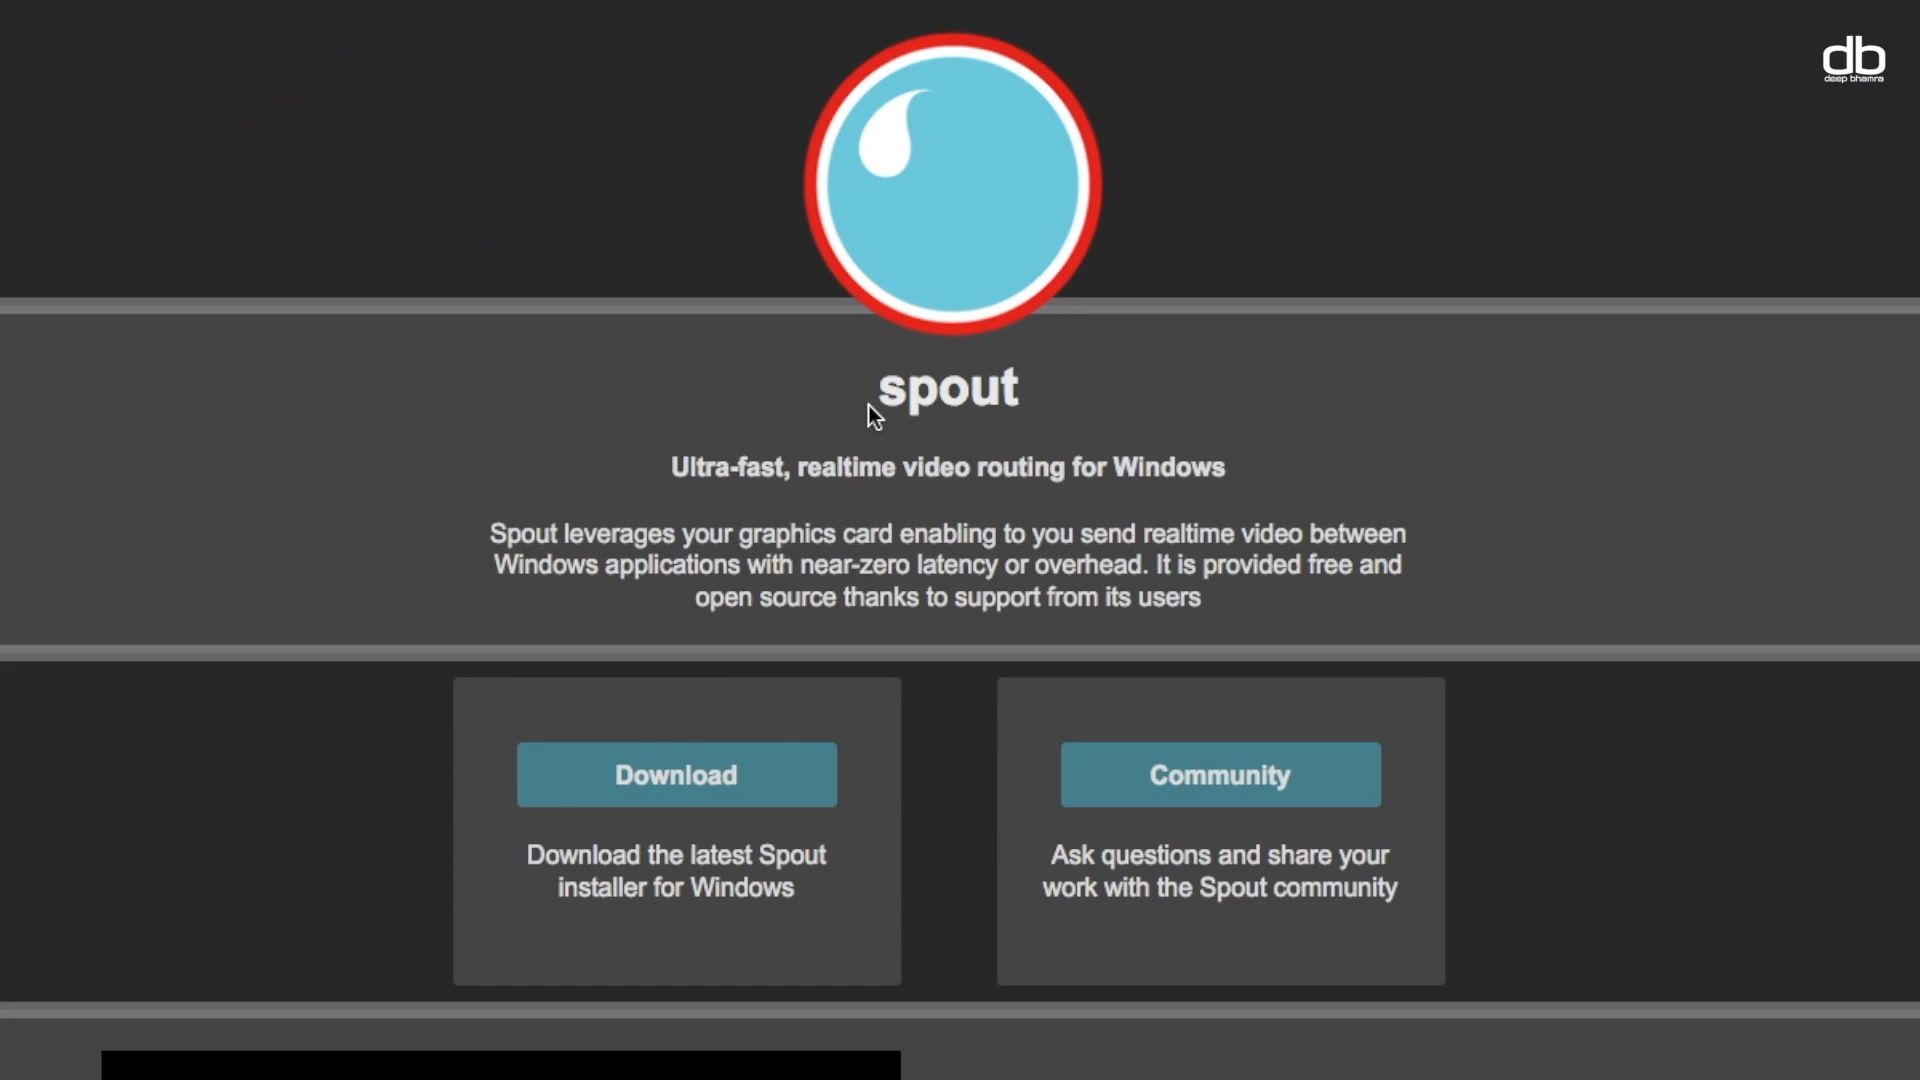 db
deep bhamra
spout
Ultra-fast, realtime video routing for Windows
Spout leverages your graphics card enabling to you send realtime video between
Windows applications with near-zero latency or overhead. It is provided free and
open source thanks to support from its users
Download
Community
Download the latest Spout
installer for Windows
Ask questions and share your
work with the Spout community